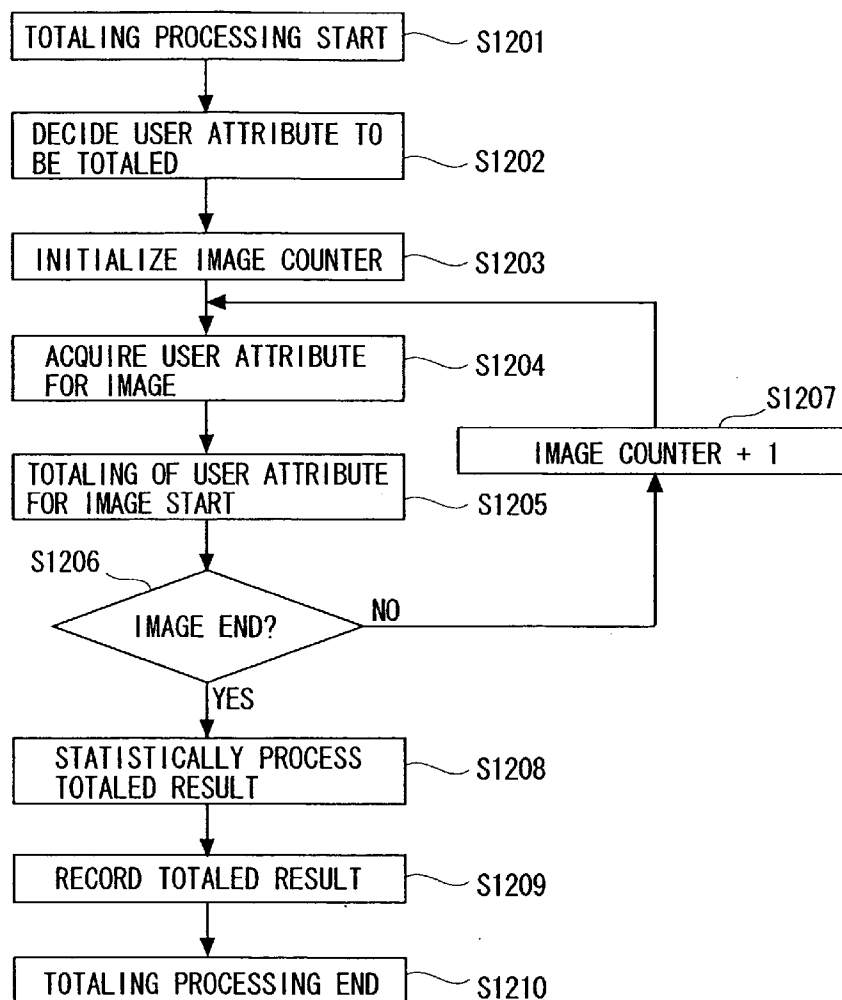 TOTALING PROCESSING START
S1201
DECIDE USER ATTRIBUTE TO
BE TOTALED
S1202
INITIALIZE IMAGE COUNTER
S1203
ACQUIRE USER ATTRIBUTE
FOR IMAGE
S1204
S1207
IMAGE COUNTER + 1
TOTALING OF USER ATTRIBUTE
FOR IMAGE START
S1205
S1206
IMAGE END?
NO
YES
STATISTICALLY PROCESS
TOTALED RESULT
S1208
RECORD TOTALED RESULT
S1209
TOTALING PROCESSING END
S1210